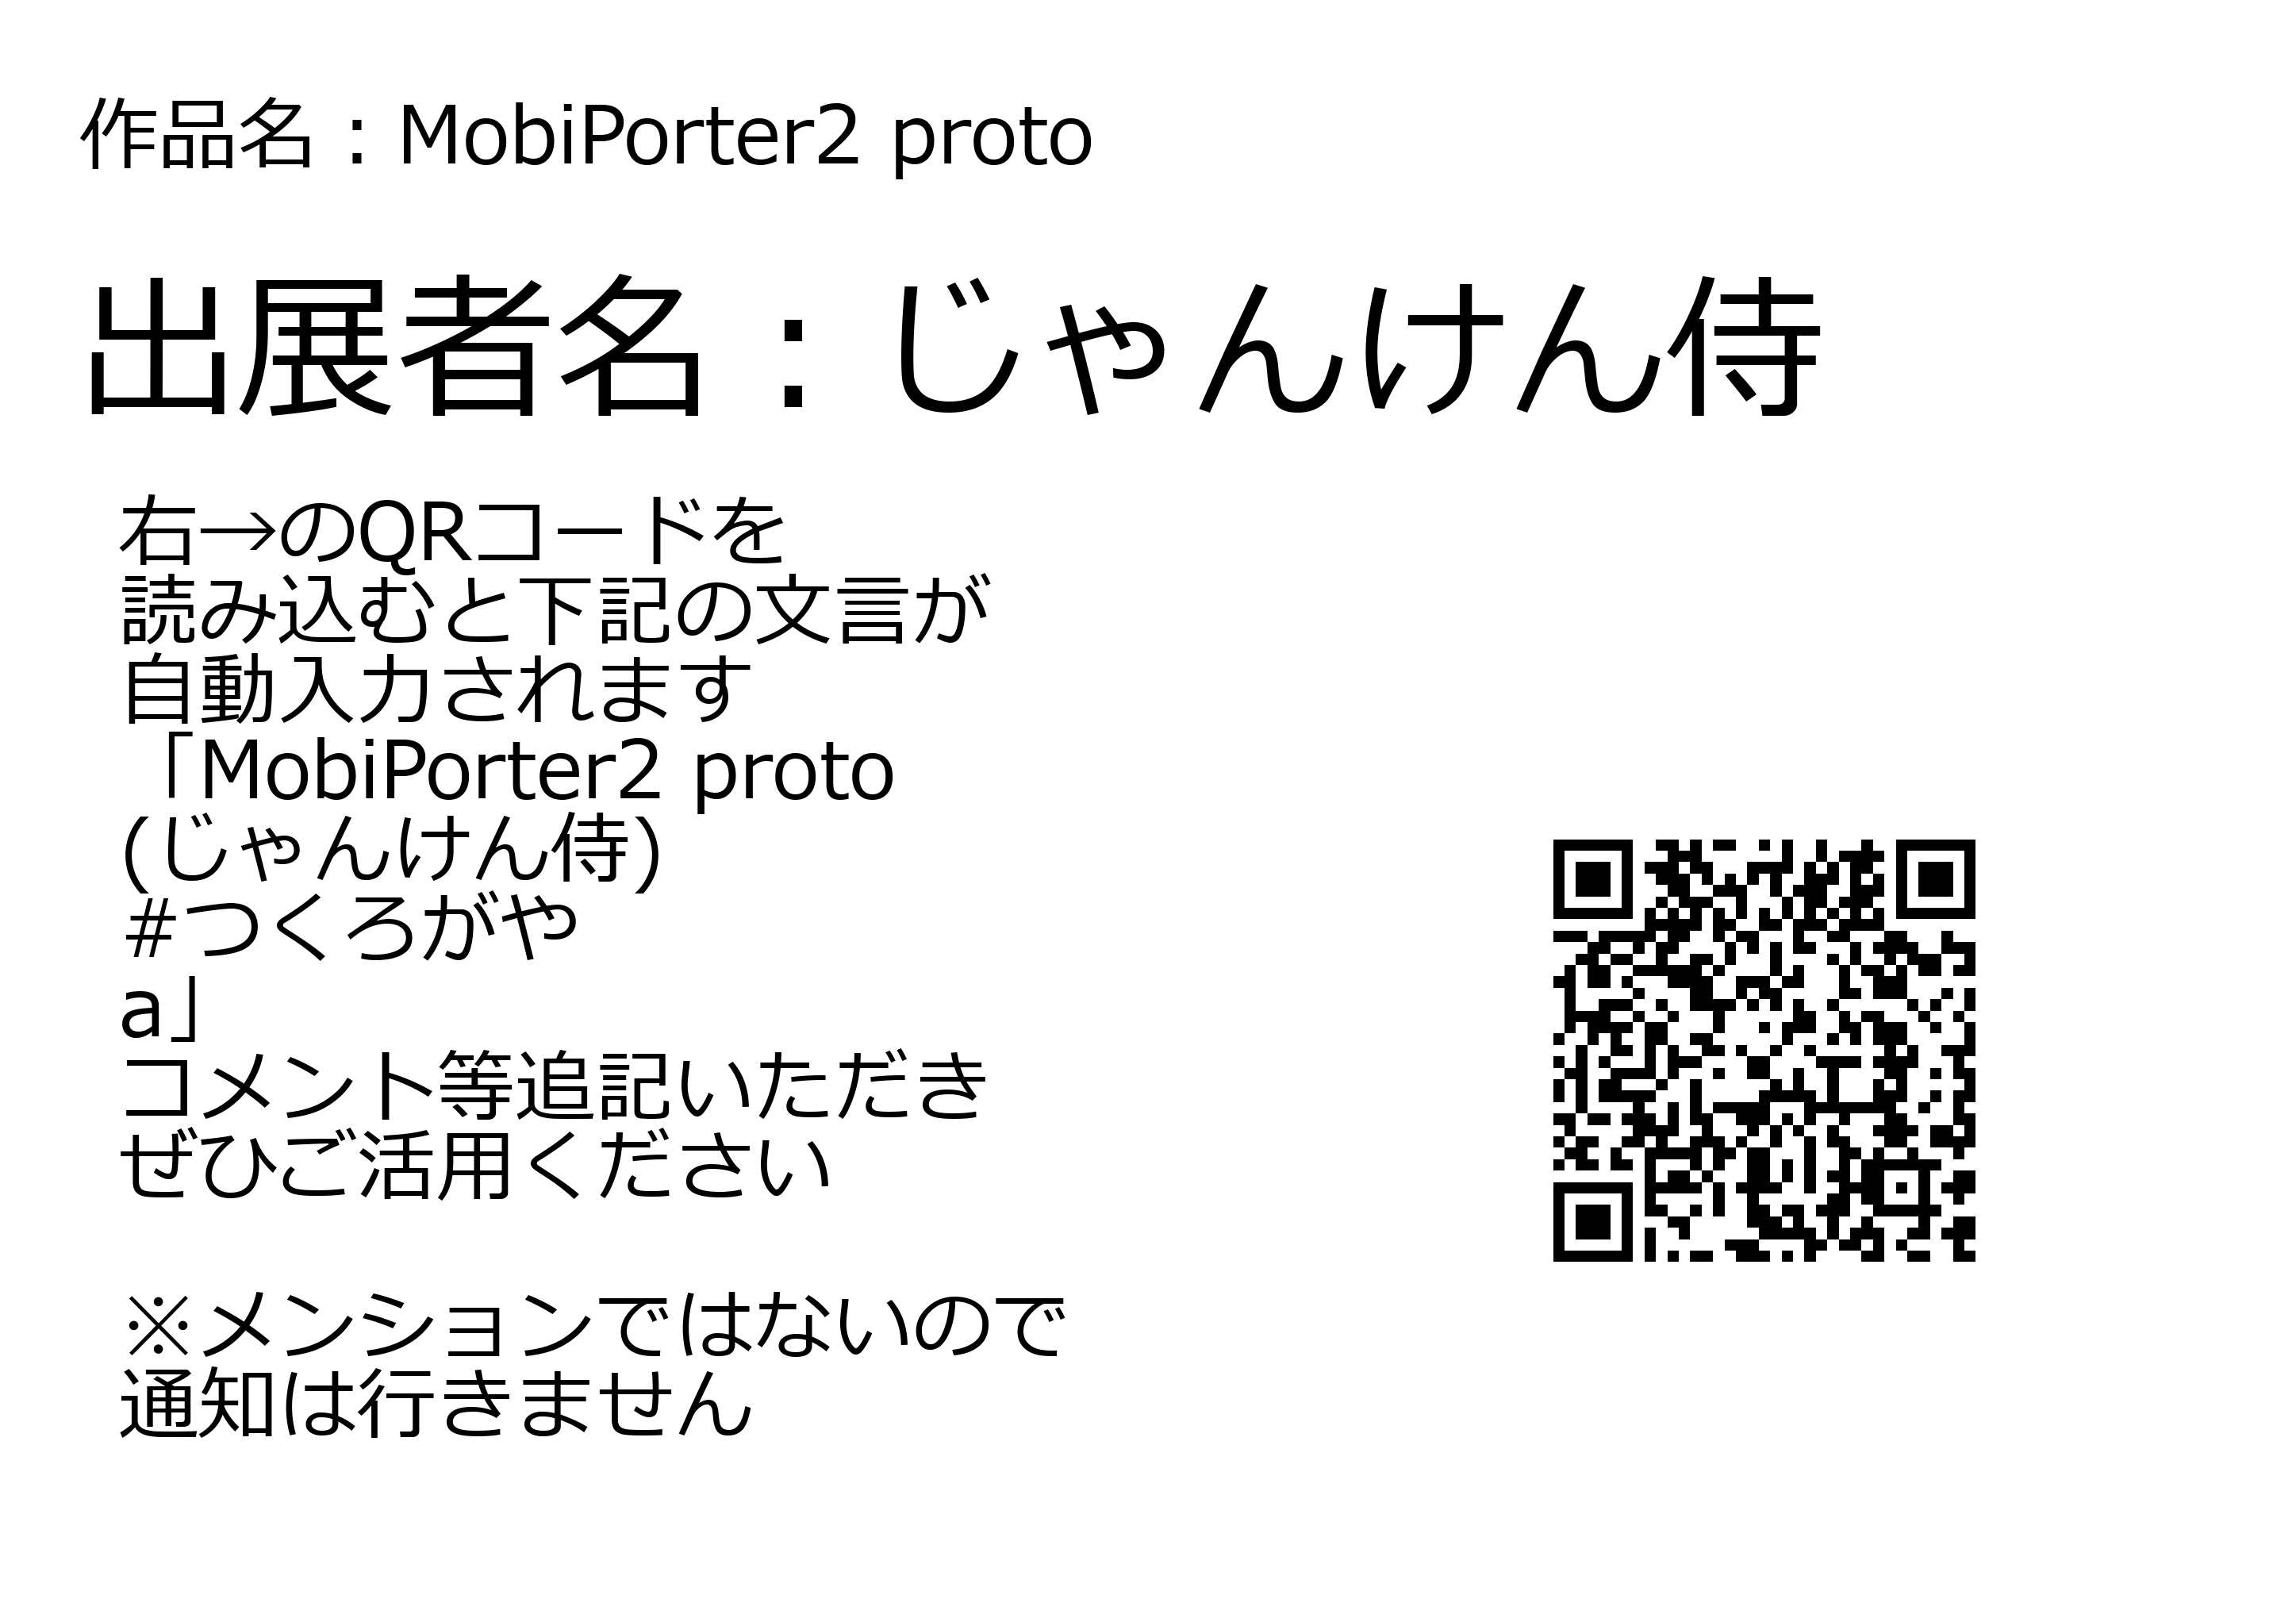 作品名：MobiPorter2 proto
出展者名：じゃんけん侍
右→のQRコードを
読み込むと下記の文言が
自動入力されます
「MobiPorter2 proto
(じゃんけん侍)
#つくろがや
a」
コメント等追記いただき
ぜひご活用ください
※メンションではないので
通知は行きません